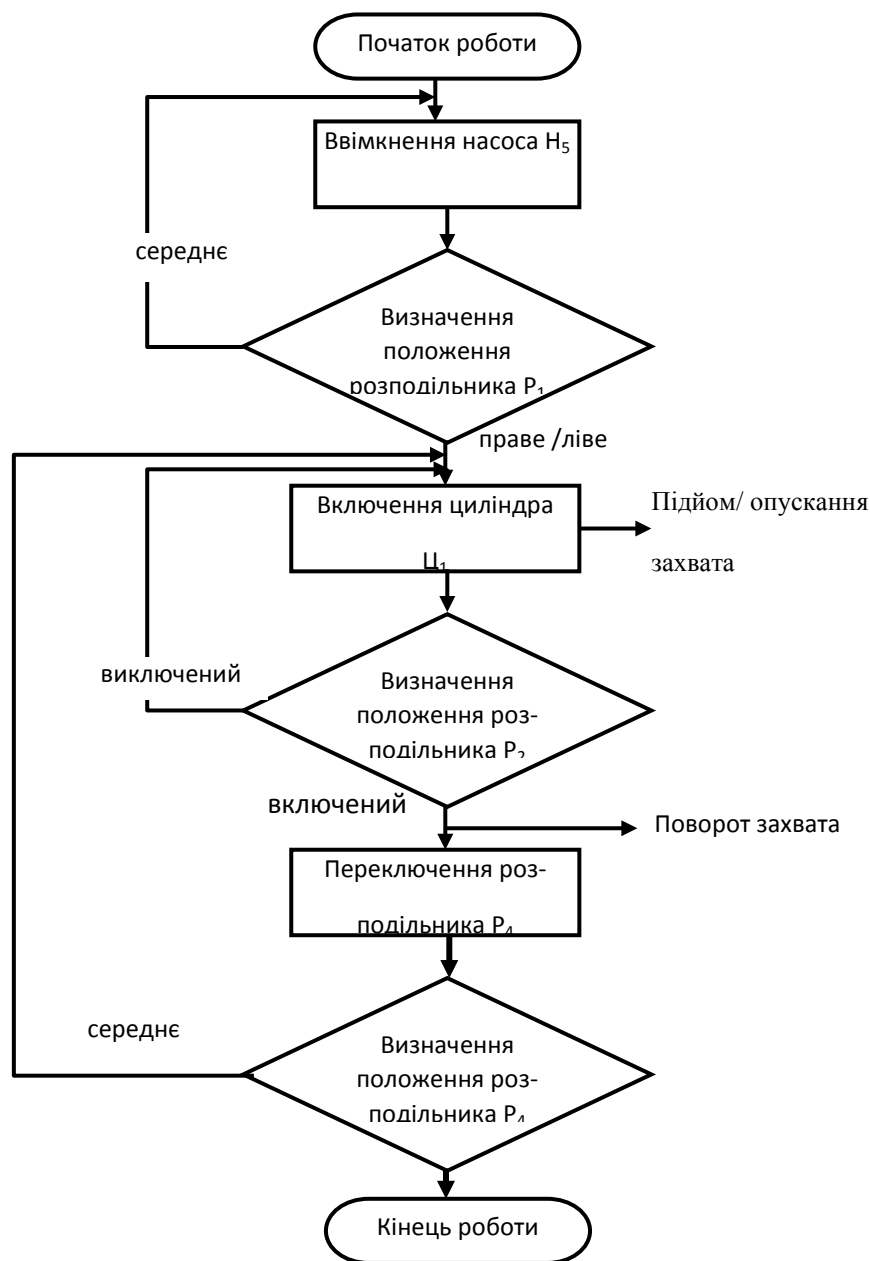 Початок роботи
Ввімкнення насоса Н₅
середнє
Визначення
положення
розподільника Р₁
праве /ліве
Включення циліндра
Ц₁
Підйом/ опускання
захвата
виключений
Визначення
положення роз-
подільника Р₂
включений
Поворот захвата
Переключення роз-
подільника Р₄
середнє
Визначення
положення роз-
подільника Р₄
Кінець роботи